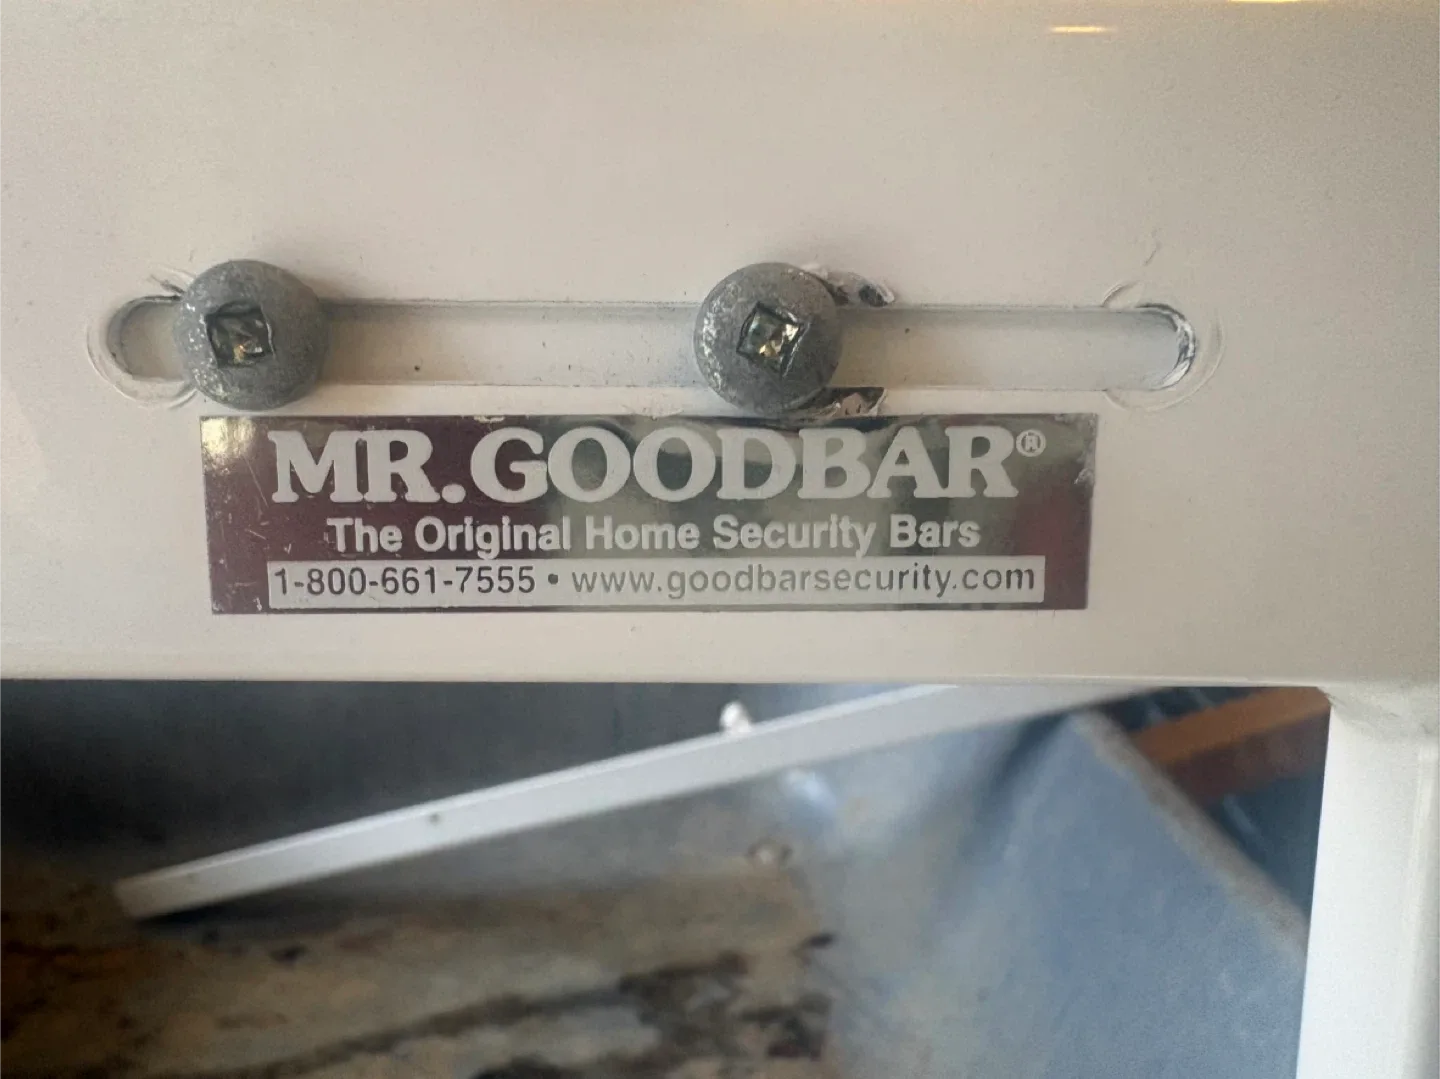 MR. GOODBAR®
The Original Home Security Bars
1-800-661-7555 • www.goodbarsecurity.com